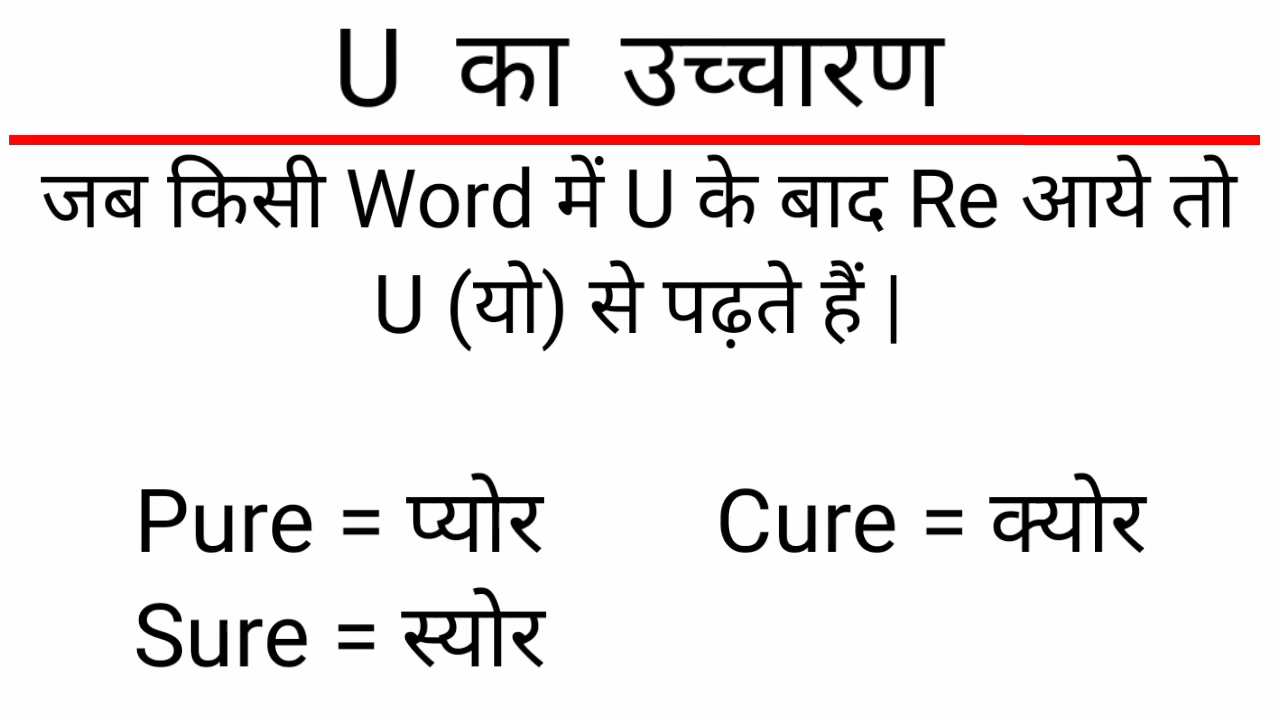 U का उच्चारण
जब किसी Word में U के बाद Re आये तो
U (यो) से पढ़ते हैं |
Pure = प्योर Cure = क्योर
Sure = स्योर